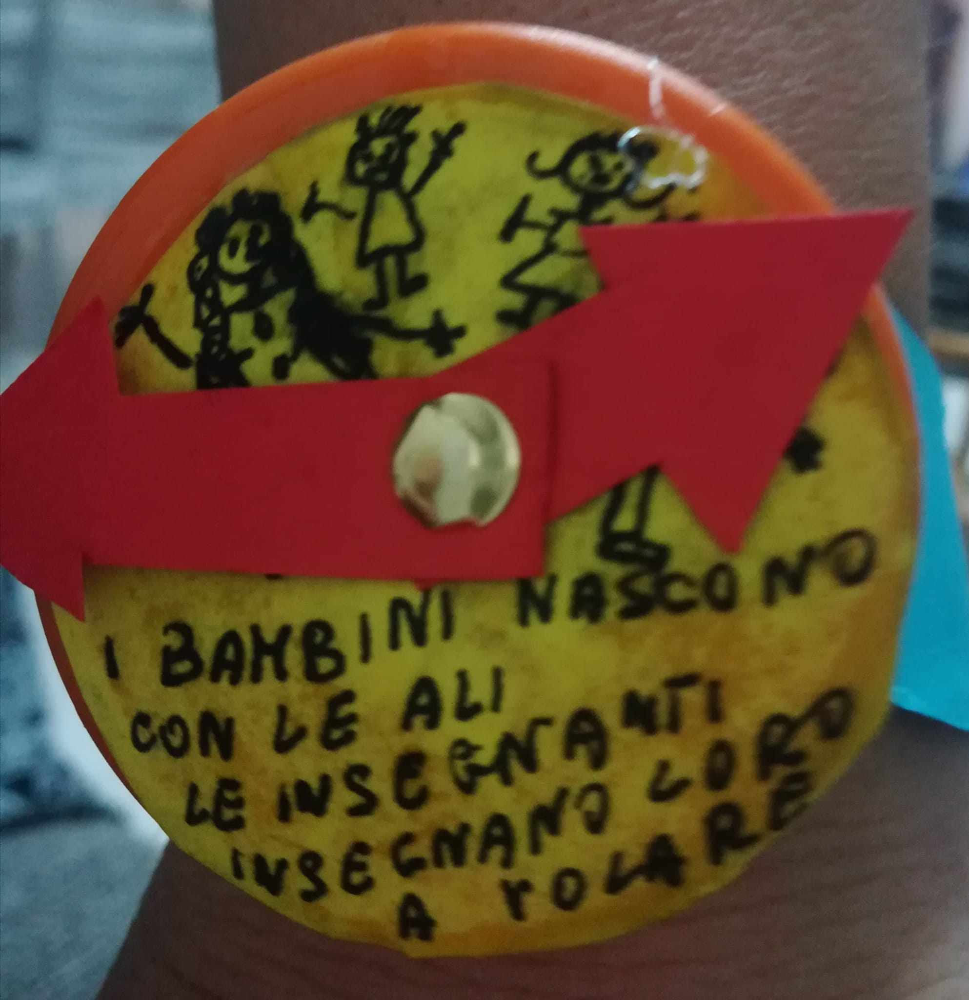 I BAMBINI NASCONO
CON LE ALI
LE INSEGNANTI
INSEGNANO LORO
A VOLARE